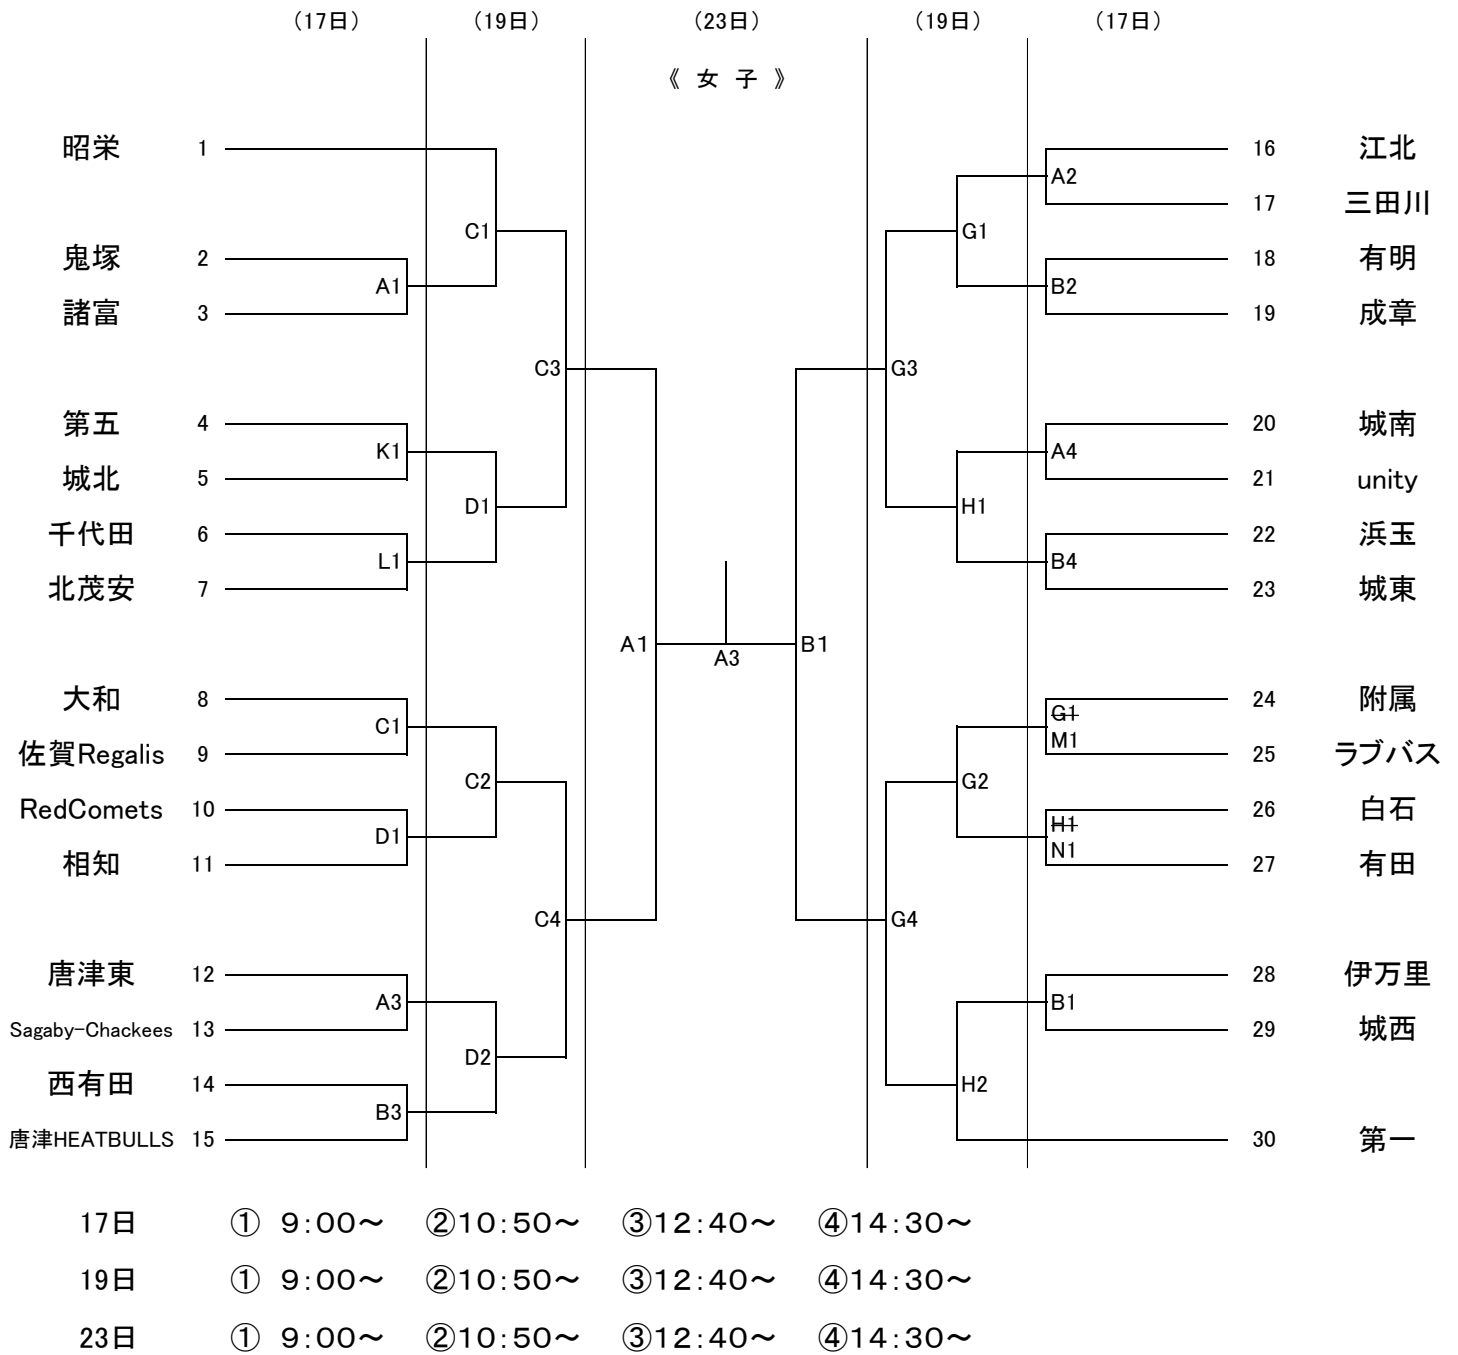 （17日） （19日） （23日） （19日） （17日）
《 女 子 》
昭栄 1 16 江北
A2
17 三田川
C1 G1
鬼塚 2 18 有明
A1 B2
諸富 3 19 成章
C3 G3
第五 4 20 城南
K1 A4
城北 5 21 unity
D1 H1
千代田 6 22 浜玉
L1 B4
北茂安 7 23 城東
A1 B1
A3
大和 8 24 附属
G1
C1 M1
佐賀Regalis 9 25 ラブバス
C2 G2
RedComets 10 26 白石
H1
D1 N1
相知 11 27 有田
C4 G4
唐津東 12 28 伊万里
A3 B1
Sagaby-Chackees 13 29 城西
D2
西有田 14 H2
B3
唐津HEATBULLS 15 30 第一
17日 ① 9:00～ ②10:50～ ③12:40～ ④14:30～
19日 ① 9:00～ ②10:50～ ③12:40～ ④14:30～
23日 ① 9:00～ ②10:50～ ③12:40～ ④14:30～